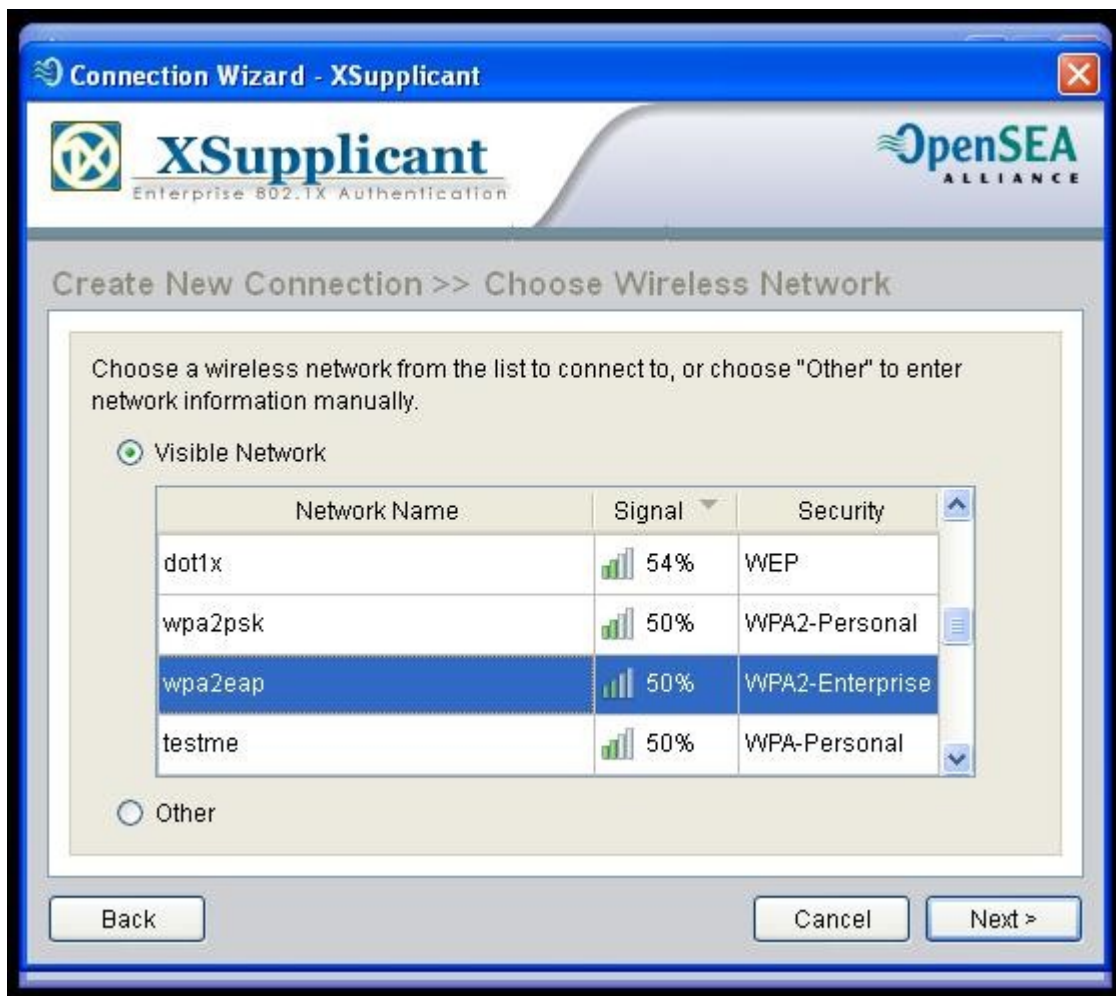 Connection Wizard - XSupplicant
1X XSupplicant
Enterprise 802.1X Authentication
OpenSEA
ALLIANCE
Create New Connection >> Choose Wireless Network
Choose a wireless network from the list to connect to, or choose "Other" to enter
network information manually.
Visible Network
Network Name Signal Security
dot1x 54% WEP
wpa2psk 50% WPA2-Personal
wpa2eap 50% WPA2-Enterprise
testme 50% WPA-Personal
Other
Back Cancel Next >